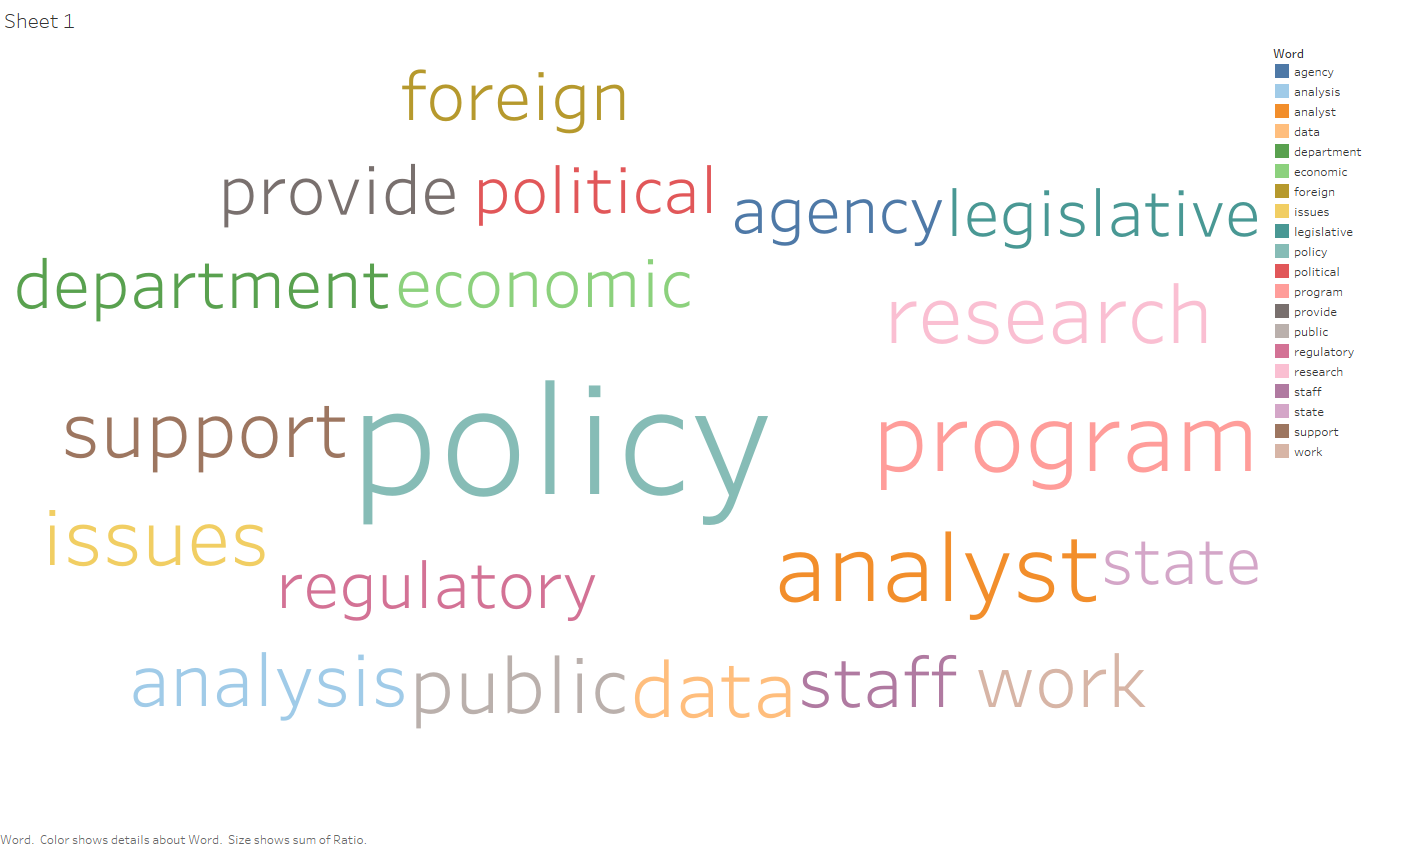 Sheet 1
foreign
provide political
agency legislative
department economic
research
support policy program
issues
regulatory
analyst state
analysis public data staff work
Word
agency
analysis
analyst
data
department
economic
foreign
issues
legislative
policy
political
program
provide
public
regulatory
research
staff
state
support
work
Word. Color shows details about Word. Size shows sum of Ratio.